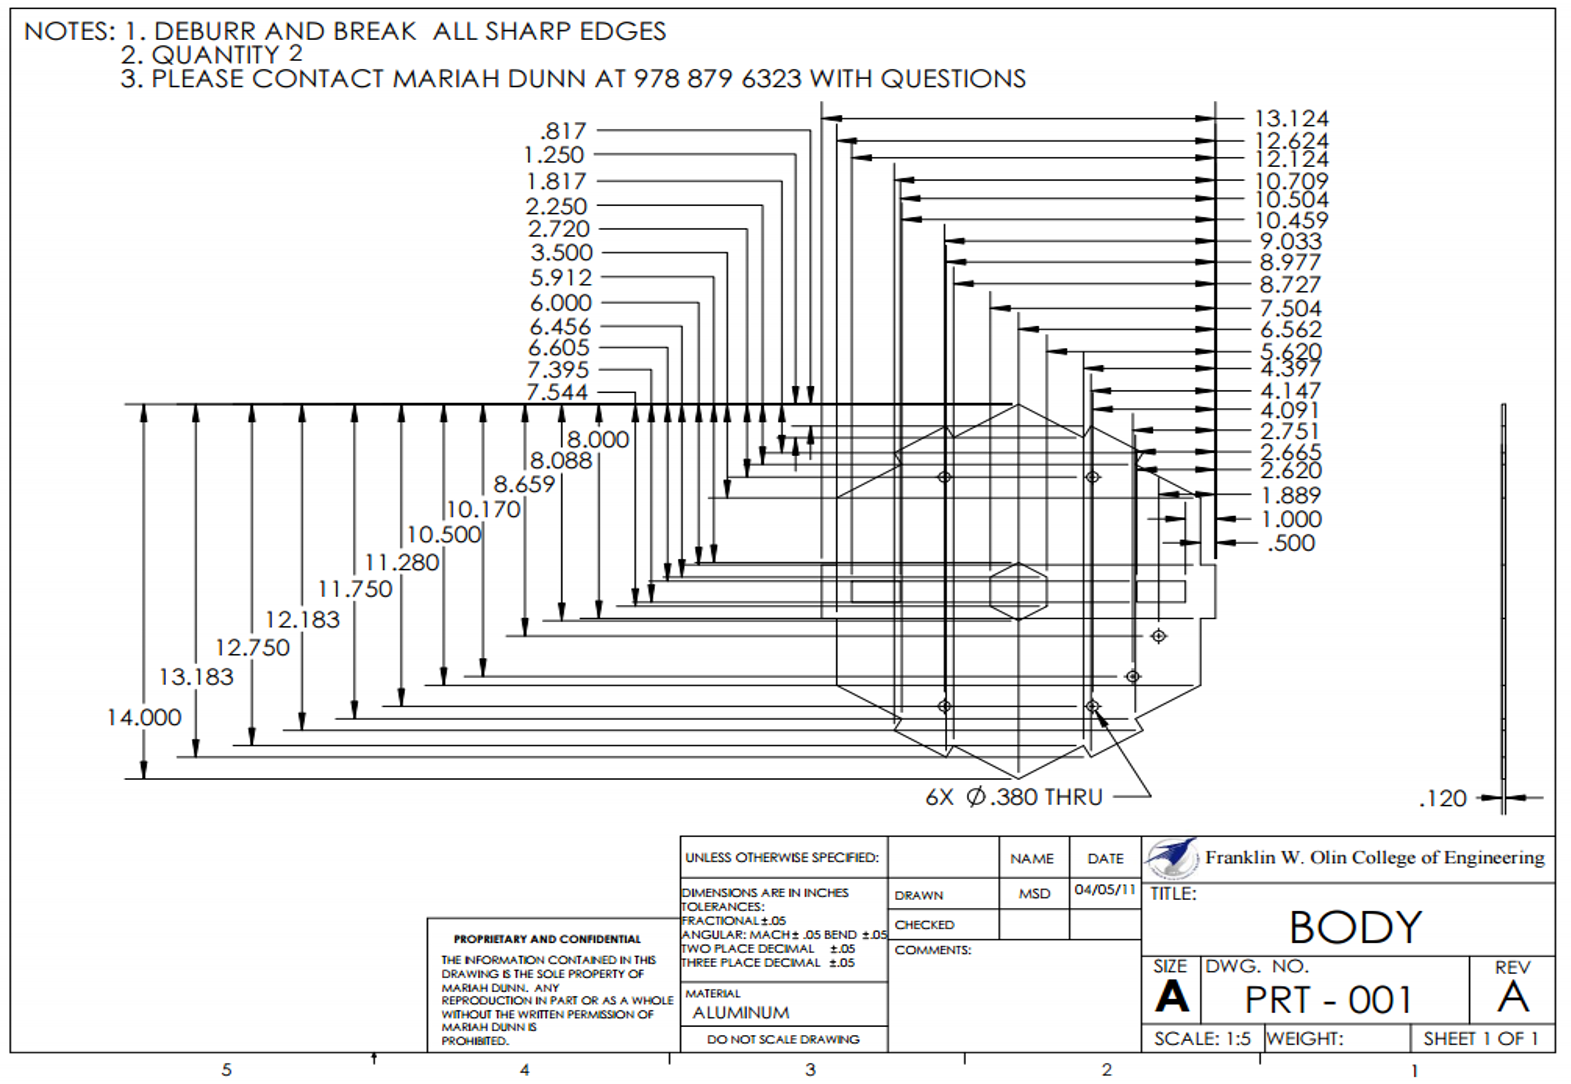 NOTES: 1. DEBURR AND BREAK ALL SHARP EDGES
2. QUANTITY 2
3. PLEASE CONTACT MARIAH DUNN AT 978 879 6323 WITH QUESTIONS
.817
1.250
1.817
2.250
2.720
3.500
5.912
6.000
6.456
6.605
7.395
7.544
13.124
12.624
12.124
10.709
10.504
10.459
9.033
8.977
8.727
7.504
6.562
5.620
4.397
4.147
4.091
2.751
2.665
2.620
1.889
1.000
.500
8.000
8.088
8.659
10.170
10.500
11.280
11.750
12.183
12.750
13.183
14.000
6X Ø.380 THRU
.120
UNLESS OTHERWISE SPECIFIED:
DIMENSIONS ARE IN INCHES
TOLERANCES:
FRACTIONAL ±.05
ANGULAR: MACH± .05 BEND ±.05
TWO PLACE DECIMAL ±.05
THREE PLACE DECIMAL ±.05
MATERIAL
ALUMINUM
DO NOT SCALE DRAWING
NAME
DATE
DRAWN
MSD
04/05/11
CHECKED
COMMENTS:
PROPRIETARY AND CONFIDENTIAL
THE INFORMATION CONTAINED IN THIS
DRAWING IS THE SOLE PROPERTY OF
MARIAH DUNN. ANY
REPRODUCTION IN PART OR AS A WHOLE
WITHOUT THE WRITTEN PERMISSION OF
MARIAH DUNN IS
PROHIBITED.
Franklin W. Olin College of Engineering
TITLE:
BODY
SIZE
A
DWG. NO.
PRT - 001
REV
A
SCALE: 1:5
WEIGHT:
SHEET 1 OF 1
5
4
3
2
1